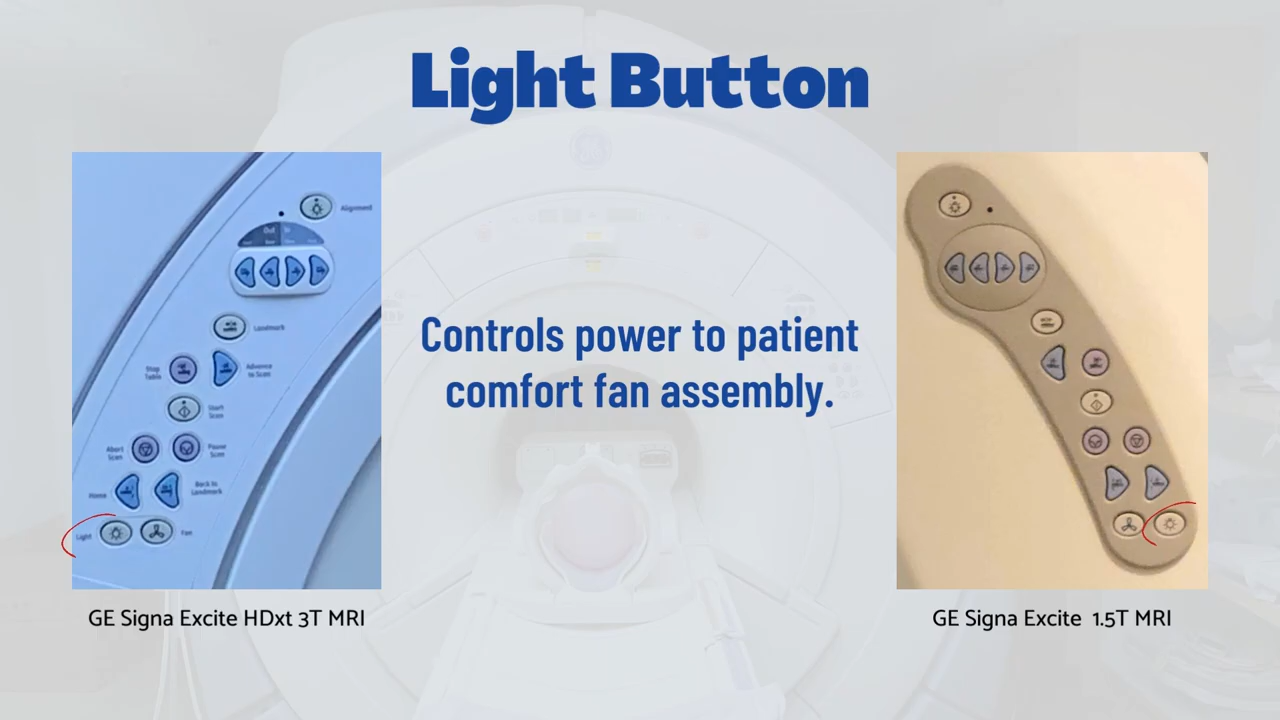 Light Button
Alignment
Out In
Landmark
Stop
Table
Advance
to Scan
Start
Scan
Abort
Scan
Pause
Scan
Home
Back to
Landmark
Light
Fan
Controls power to patient
comfort fan assembly.
GE Signa Excite HDxt 3T MRI
GE Signa Excite 1.5T MRI